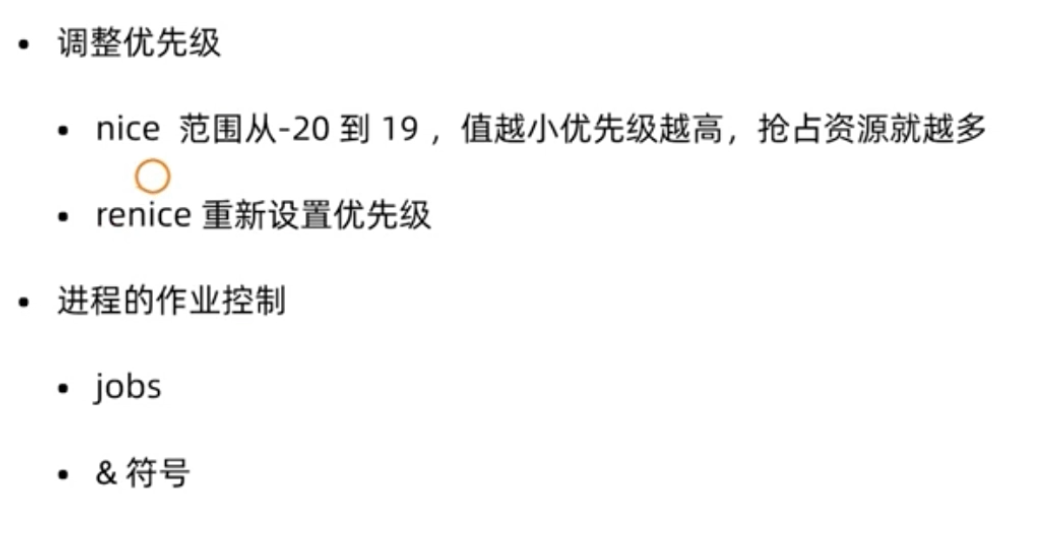 • 调整优先级
• nice 范围从-20 到 19 ，值越小优先级越高，抢占资源就越多
• renice 重新设置优先级
• 进程的作业控制
• jobs
• & 符号